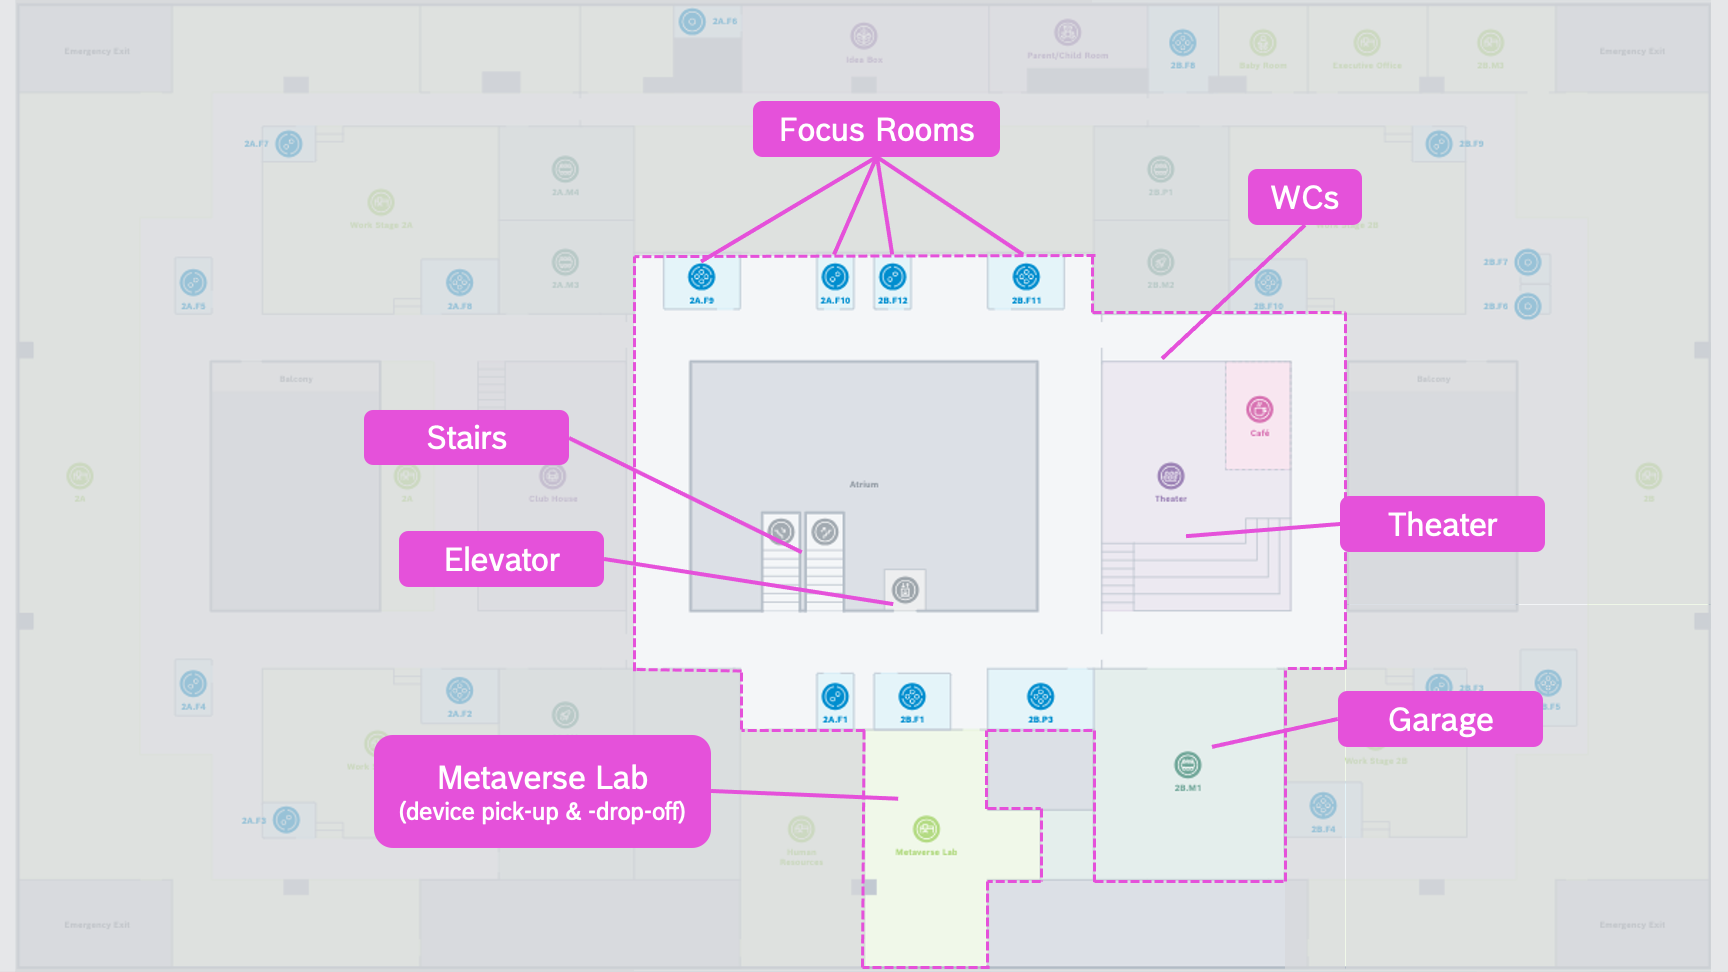 2A.F6
Emergency Exit
Idea Box
Parent/Child Room
2B.F8
Baby Room
Executive Office
2B.M3
Emergency Exit
Focus Rooms
2A.F7
2B.F9
2A.M4
2B.P1
WCs
Work Stage 2A
Work Stage 2B
2B.F7
2A.M3
2B.M2
2A.F5
2A.F8
2A.F9
2A.F10
2B.F12
2B.F11
2B.F10
2B.F6
Balcony
Balcony
Stairs
Café
Atrium
2A
2A
Club House
Theater
Theater
Elevator
2A.F4
2A.F2
2A.F1
2B.F1
2B.P3
2B.F3
Garage
Metaverse Lab
(device pick-up & -drop-off)
2B.M1
Work Stage 2B
2A.F3
2B.F4
Human
Resources
Metaverse Lab
Emergency Exit
Emergency Exit